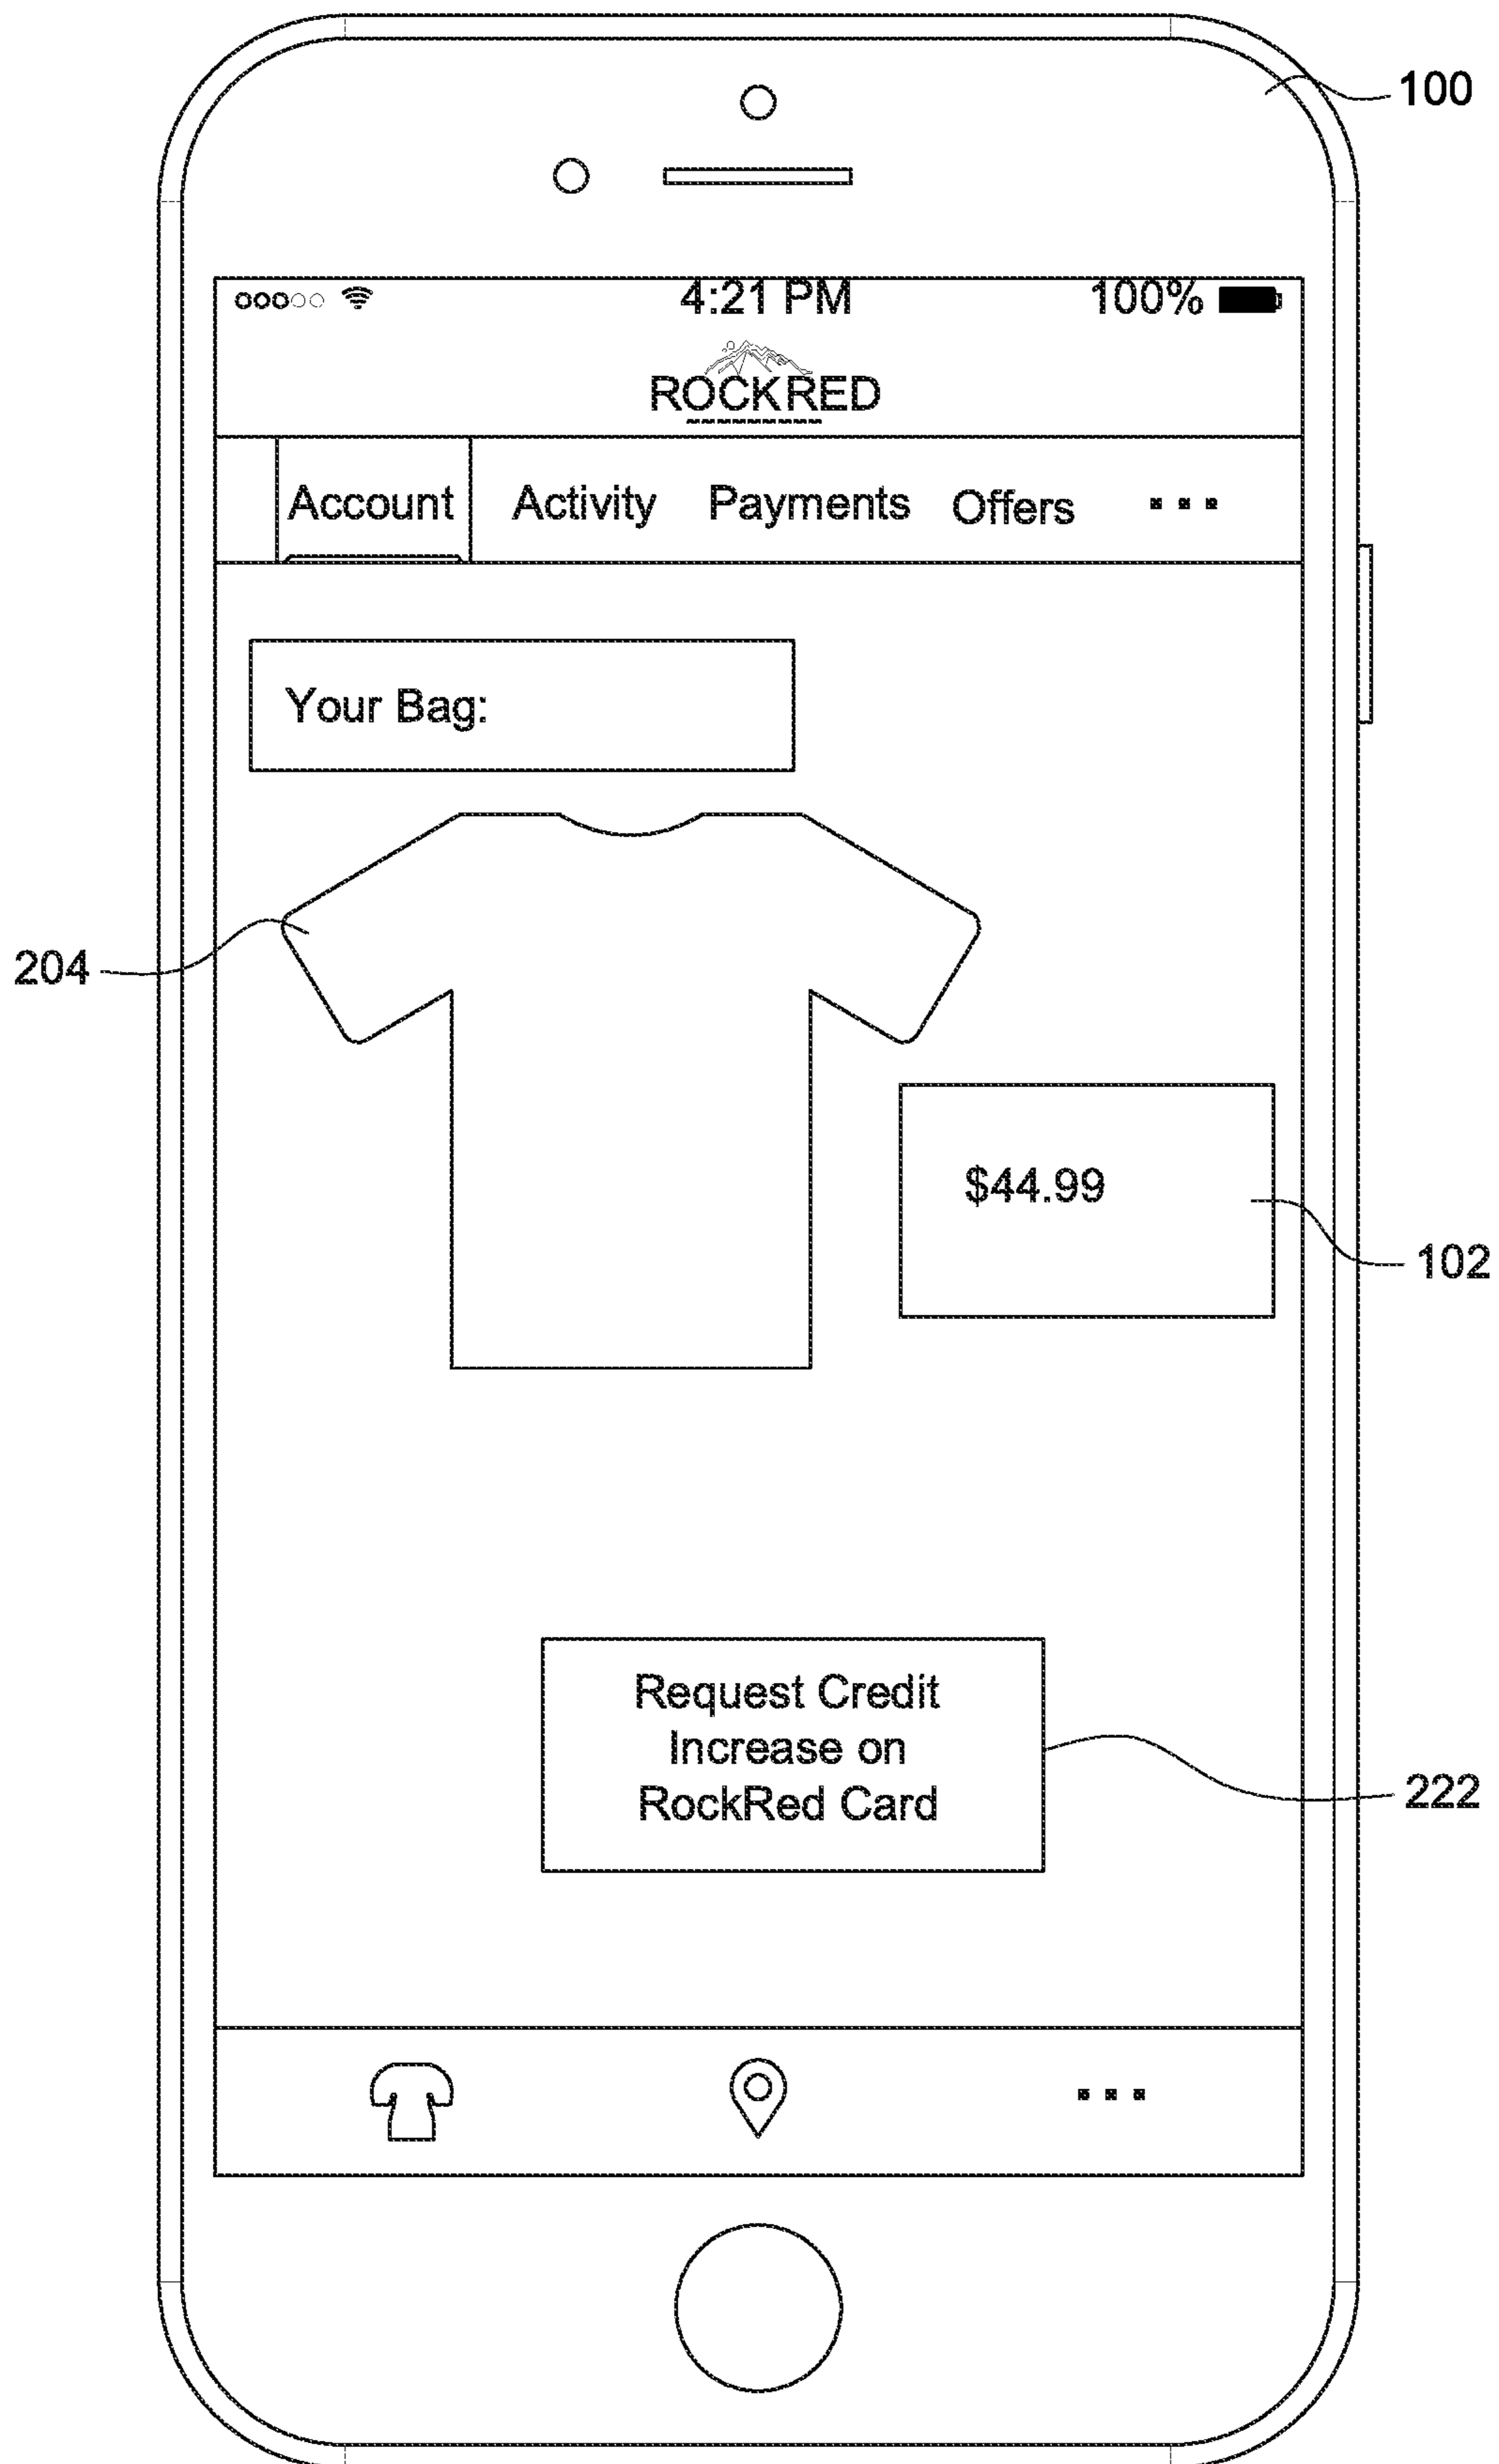 100
4:21 PM 100%
ROCKRED
Account Activity Payments Offers ...
Your Bag:
204
$44.99
102
Request Credit
Increase on
RockRed Card
222
...